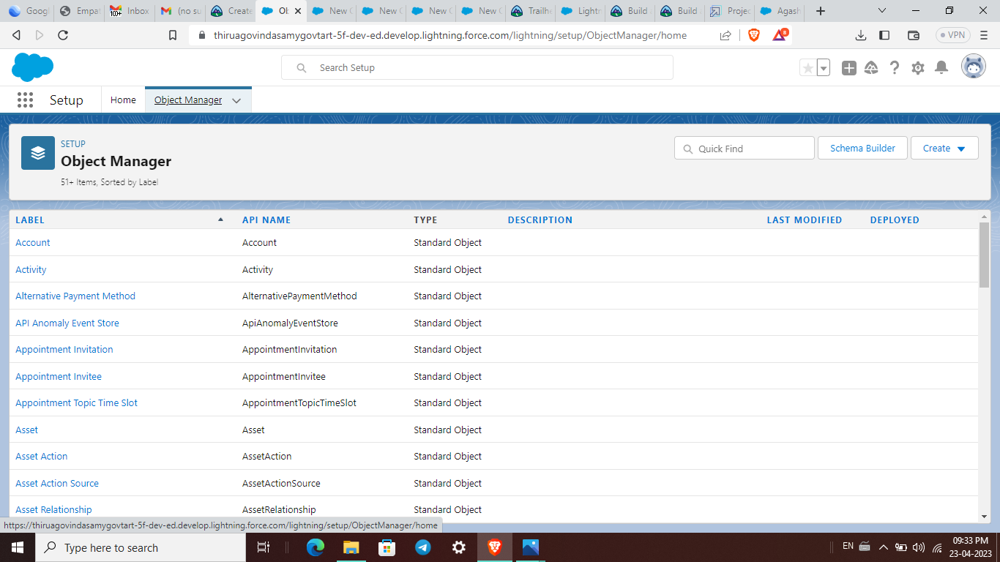 Googl
Empat
Inbox
(no su
Create
Ob
New C
New C
New C
New C
Trailhe
Lightn
Build a
Build a
Projec
Agash
10+
thiruagovindasamygovtart-5f-dev-ed.develop.lightning.force.com/lightning/setup/ObjectManager/home
8
VPN
Search Setup
Setup
Home
Object Manager
SETUP
Object Manager
51+ Items, Sorted by Label
Quick Find
Schema Builder
Create
LABEL API NAME TYPE DESCRIPTION LAST MODIFIED DEPLOYED
Account Account Standard Object
Activity Activity Standard Object
Alternative Payment Method AlternativePaymentMethod Standard Object
API Anomaly Event Store ApiAnomalyEventStore Standard Object
Appointment Invitation AppointmentInvitation Standard Object
Appointment Invitee AppointmentInvitee Standard Object
Appointment Topic Time Slot AppointmentTopicTimeSlot Standard Object
Asset Asset Standard Object
Asset Action AssetAction Standard Object
Asset Action Source AssetActionSource Standard Object
Asset Relationship AssetRelationship Standard Object
https://thiruagovindasamygovtart-5f-dev-ed.develop.lightning.force.com/lightning/setup/ObjectManager/home
Type here to search
EN
09:33 PM
23-04-2023